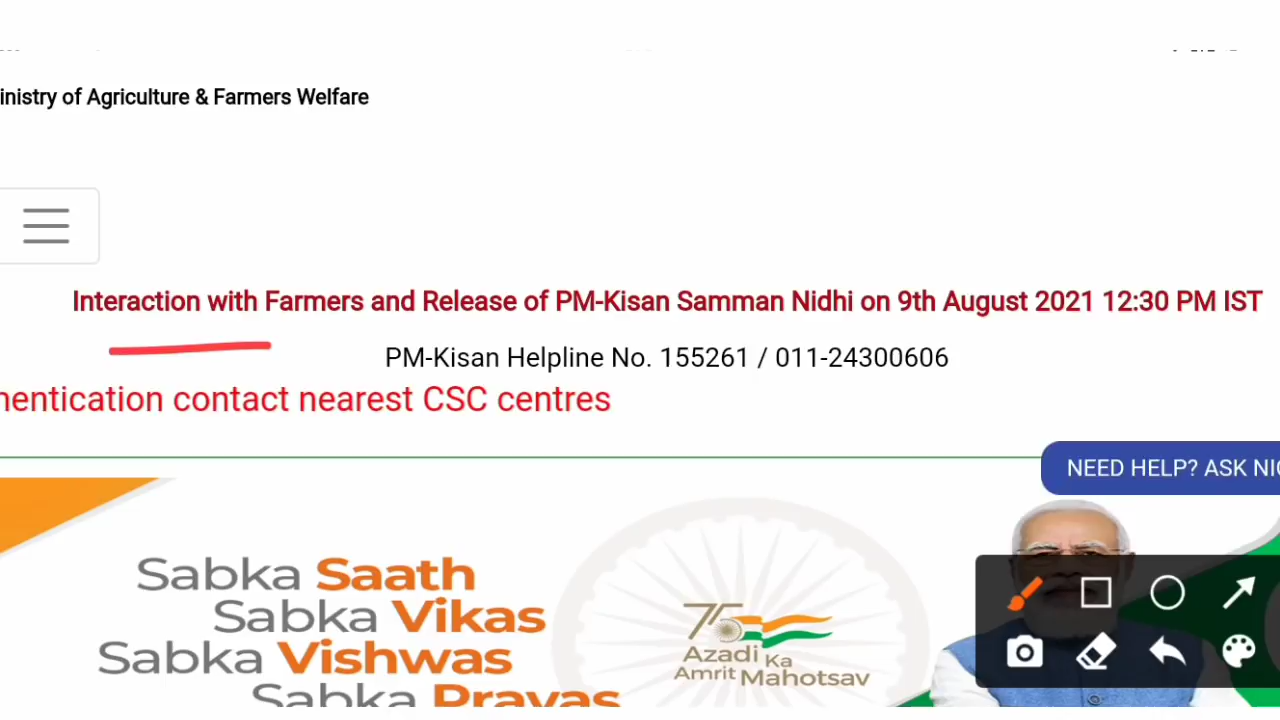 inistry of Agriculture & Farmers Welfare
Interaction with Farmers and Release of PM-Kisan Samman Nidhi on 9th August 2021 12:30 PM IST
PM-Kisan Helpline No. 155261 / 011-24300606
hentication contact nearest CSC centres
NEED HELP? ASK NIC
Sabka Saath
Sabka Vikas
Sabka Vishwas
Sabka Prayas
75
Azadi Ka
Amrit Mahotsav